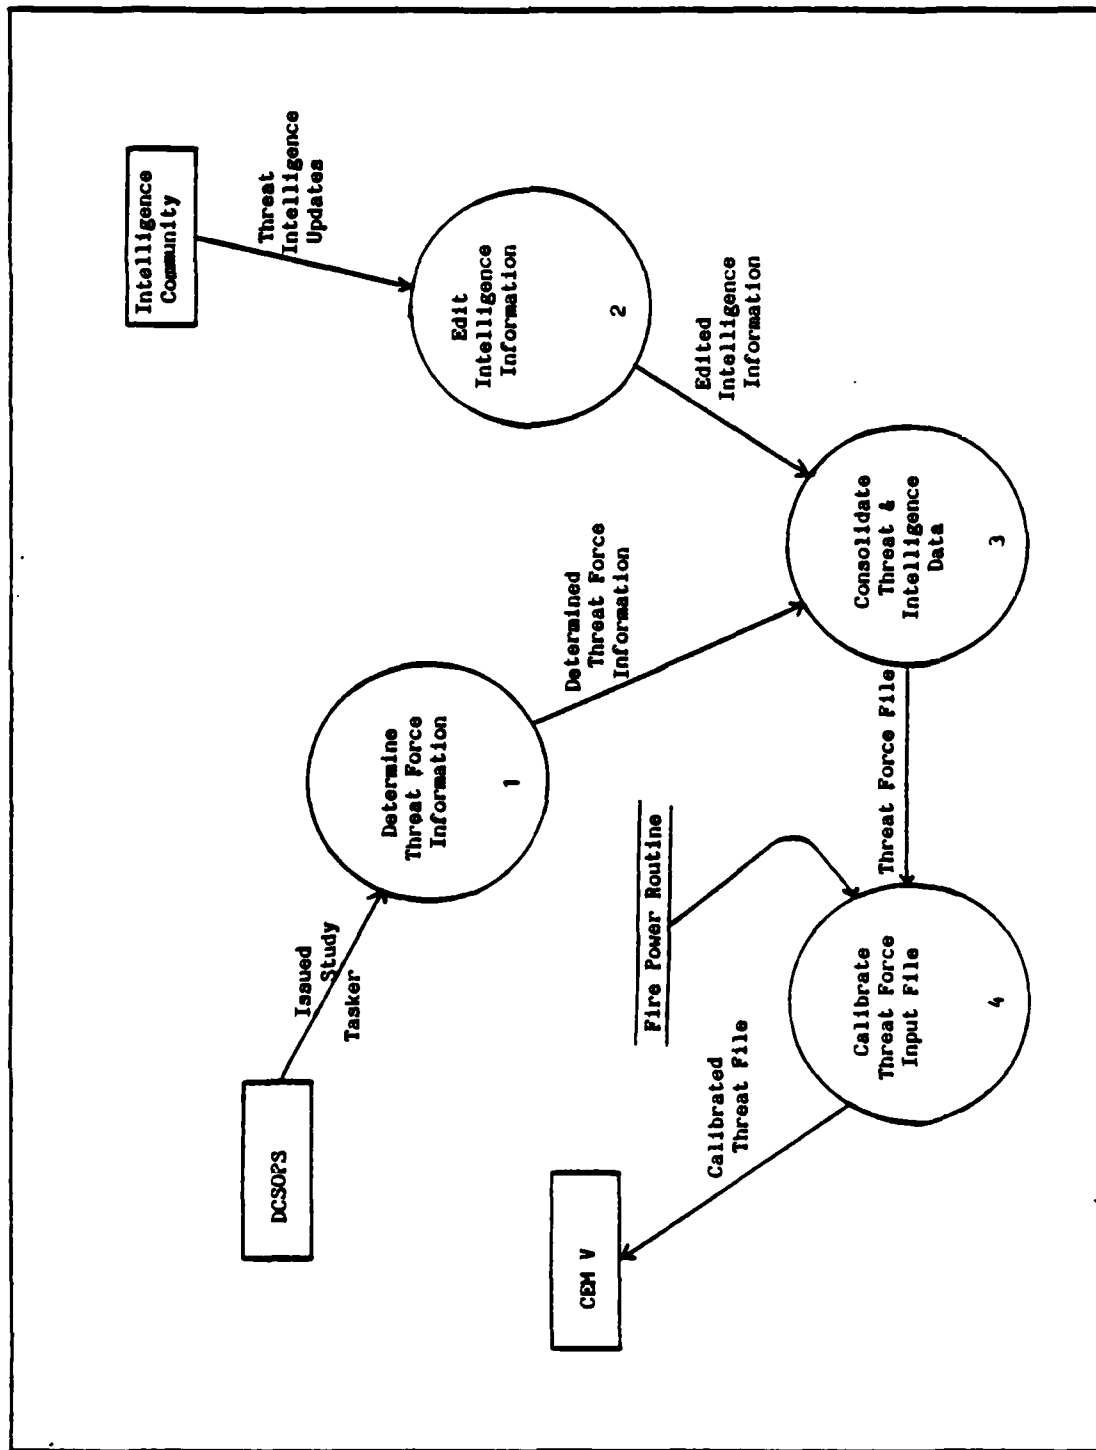 DCSOPS
Issued
Study
Tasker
Determine
Threat Force
Information
1
Intelligence
Community
Threat
Intelligence
Updates
Edit
Intelligence
Information
2
Determined
Threat Force
Information
Edited
Intelligence
Information
Consolidate
Threat &
Intelligence
Data
3
Threat Force File
Fire Power Routine
Calibrate
Threat Force
Input File
4
Calibrated
Threat File
CEM V